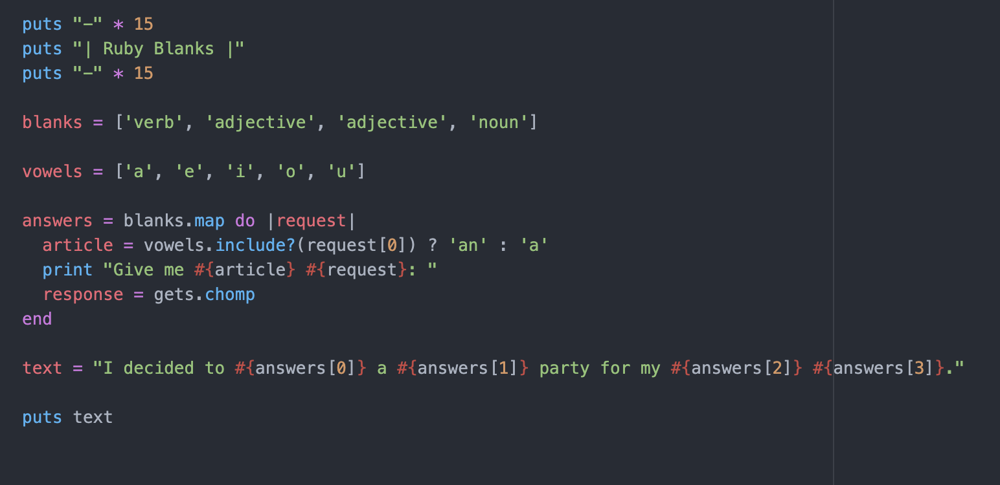 puts "-" * 15
puts "| Ruby Blanks |"
puts "-" * 15

blanks = ['verb', 'adjective', 'adjective', 'noun']

vowels = ['a', 'e', 'i', 'o', 'u']

answers = blanks.map do |request|
  article = vowels.include?(request[0]) ? 'an' : 'a'
  print "Give me #{article} #{request}: "
  response = gets.chomp
end

text = "I decided to #{answers[0]} a #{answers[1]} party for my #{answers[2]} #{answers[3]}."

puts text